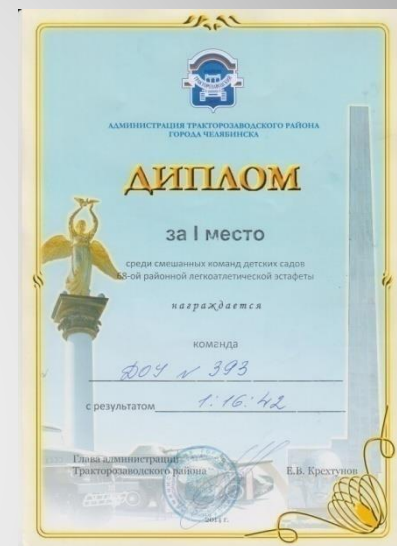 АДМИНИСТРАЦИЯ ТРАКТОРОЗАВОДСКОГО РАЙОНА
ГОРОДА ЧЕЛЯБИНСКА
ДИПЛОМ
за I место
среди смешанных команд детских садов
68-ой районной легкоатлетической эстафеты
награждается
команда
ДОУ № 393
с результатом 1:16:42
Глава администрации
Тракторозаводского района Е.В. Крехтунов
2014 г.